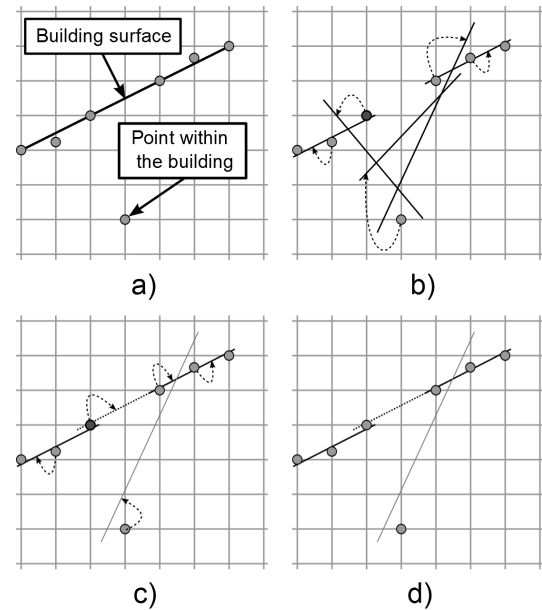 Building surface
Point within
the building
a)
b)
c)
d)